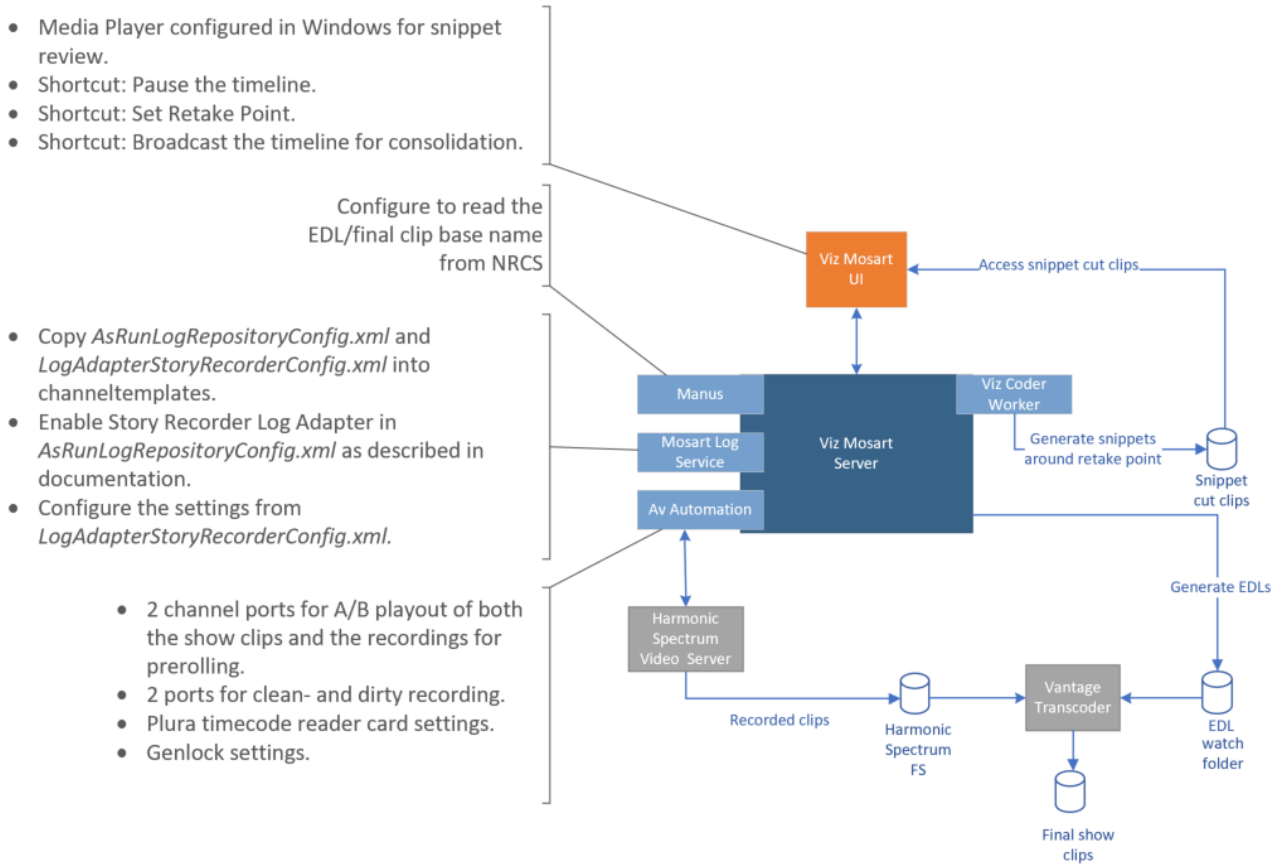 • Media Player configured in Windows for snippet
review.
• Shortcut: Pause the timeline.
• Shortcut: Set Retake Point.
• Shortcut: Broadcast the timeline for consolidation.
Configure to read the
EDL/final clip base name
from NRCS
• Copy AsRunLogRepositoryConfig.xml and
LogAdapterStoryRecorderConfig.xml into
channeltemplates.
• Enable Story Recorder Log Adapter in
AsRunLogRepositoryConfig.xml as described in
documentation.
• Configure the settings from
LogAdapterStoryRecorderConfig.xml.
• 2 channel ports for A/B playout of both
the show clips and the recordings for
prerolling.
• 2 ports for clean- and dirty recording.
• Plura timecode reader card settings.
• Genlock settings.
Viz Mosart
UI
Access snippet cut clips
Manus
Mosart Log
Service
Av Automation
Viz Mosart
Server
Viz Coder
Worker
Generate snippets
around retake point
Snippet
cut clips
Generate EDLs
Harmonic
Spectrum
Video Server
Recorded clips
Harmonic
Spectrum
FS
Vantage
Transcoder
EDL
watch
folder
Final show
clips